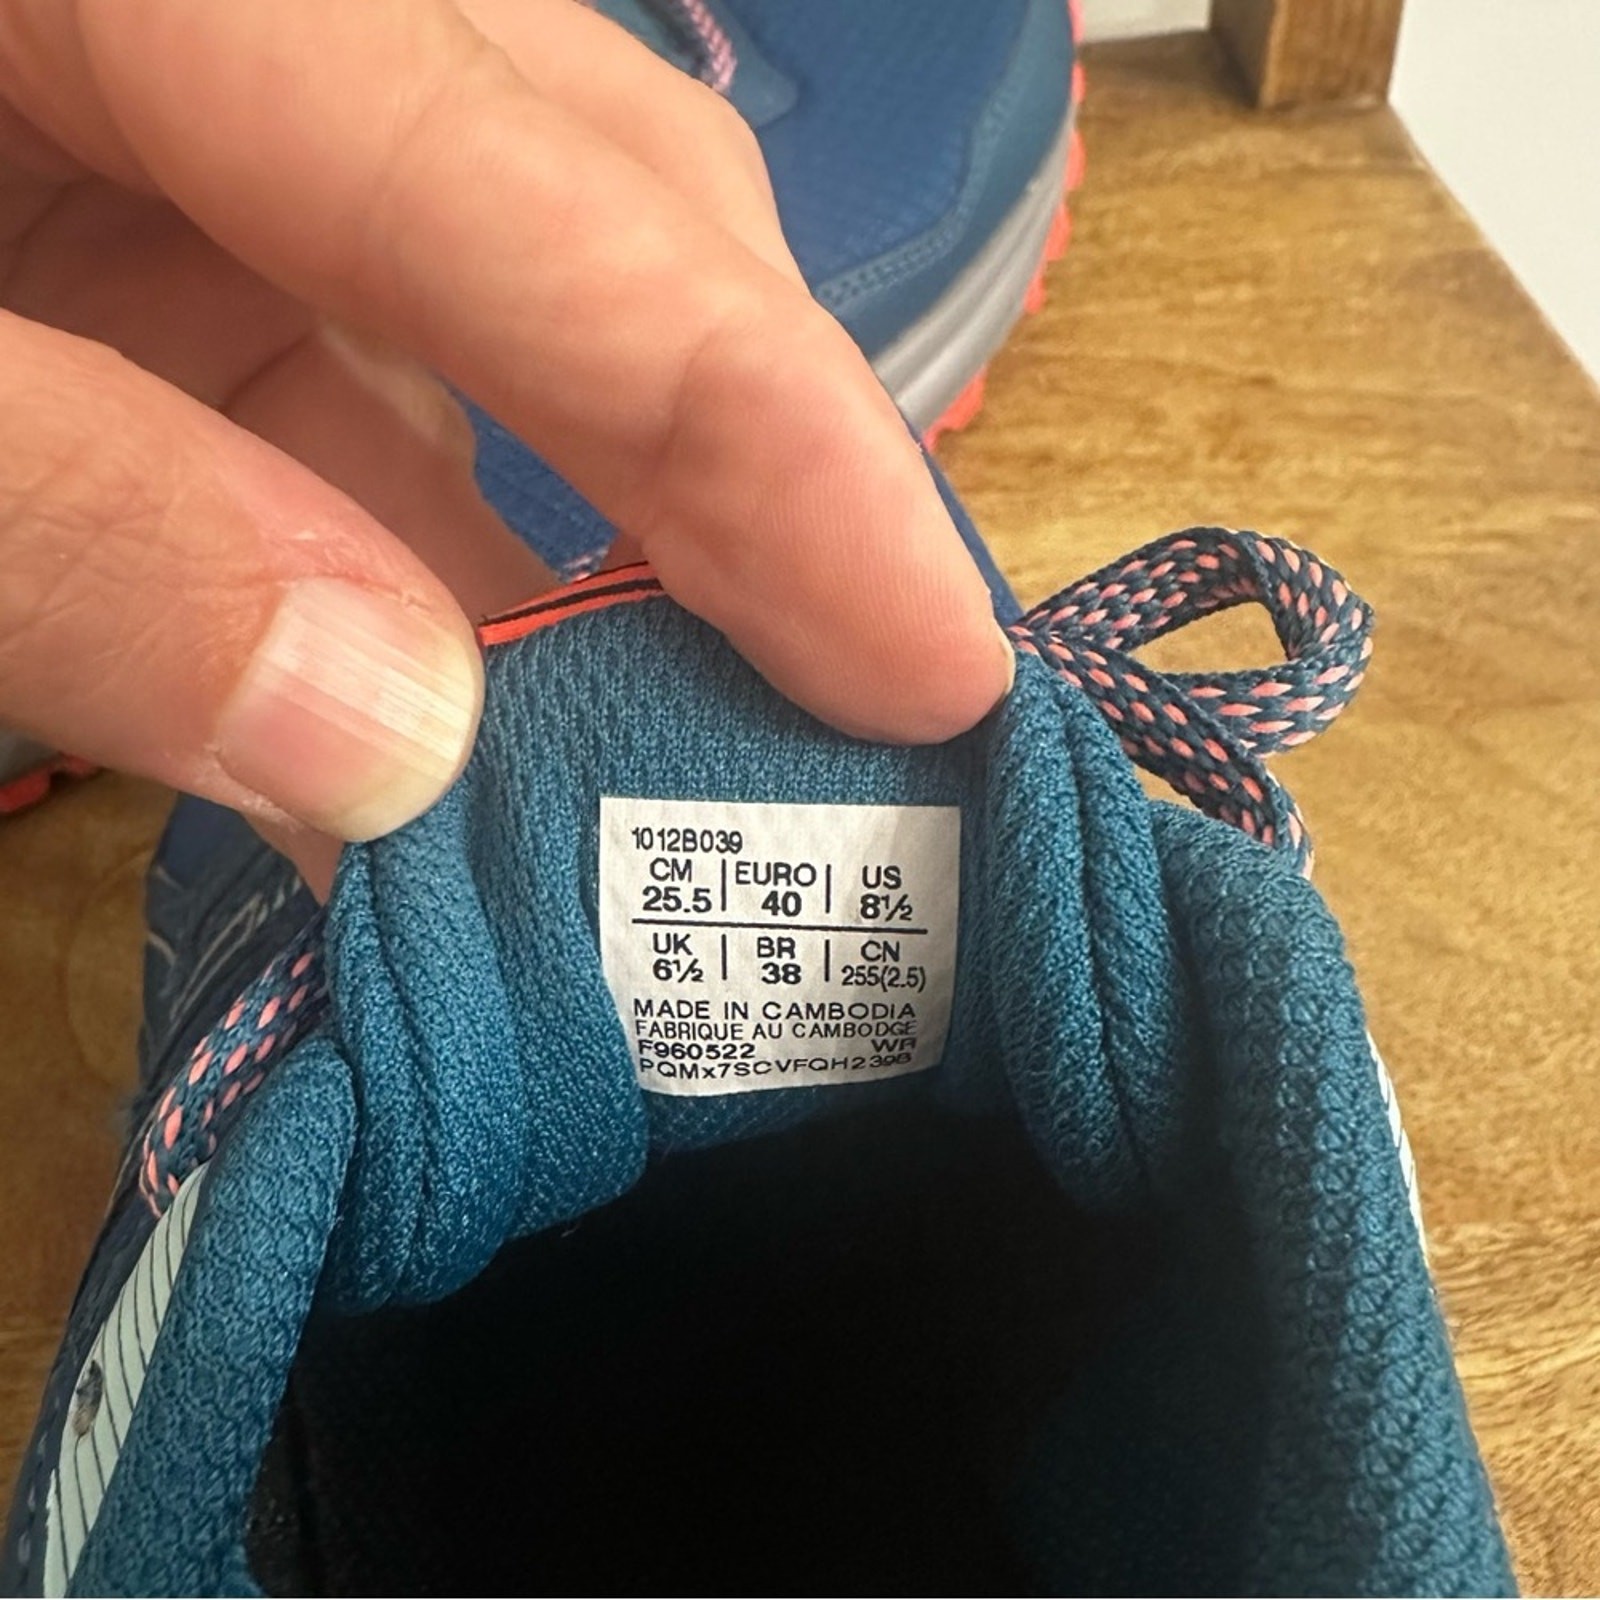 1012B039
CM EURO US
25.5 40 8½
UK BR CN
6½ 38 255(2.5)
MADE IN CAMBODIA
FABRIQUE AU CAMBODGE
F960522 WR
PQMx7SCVFQH239B